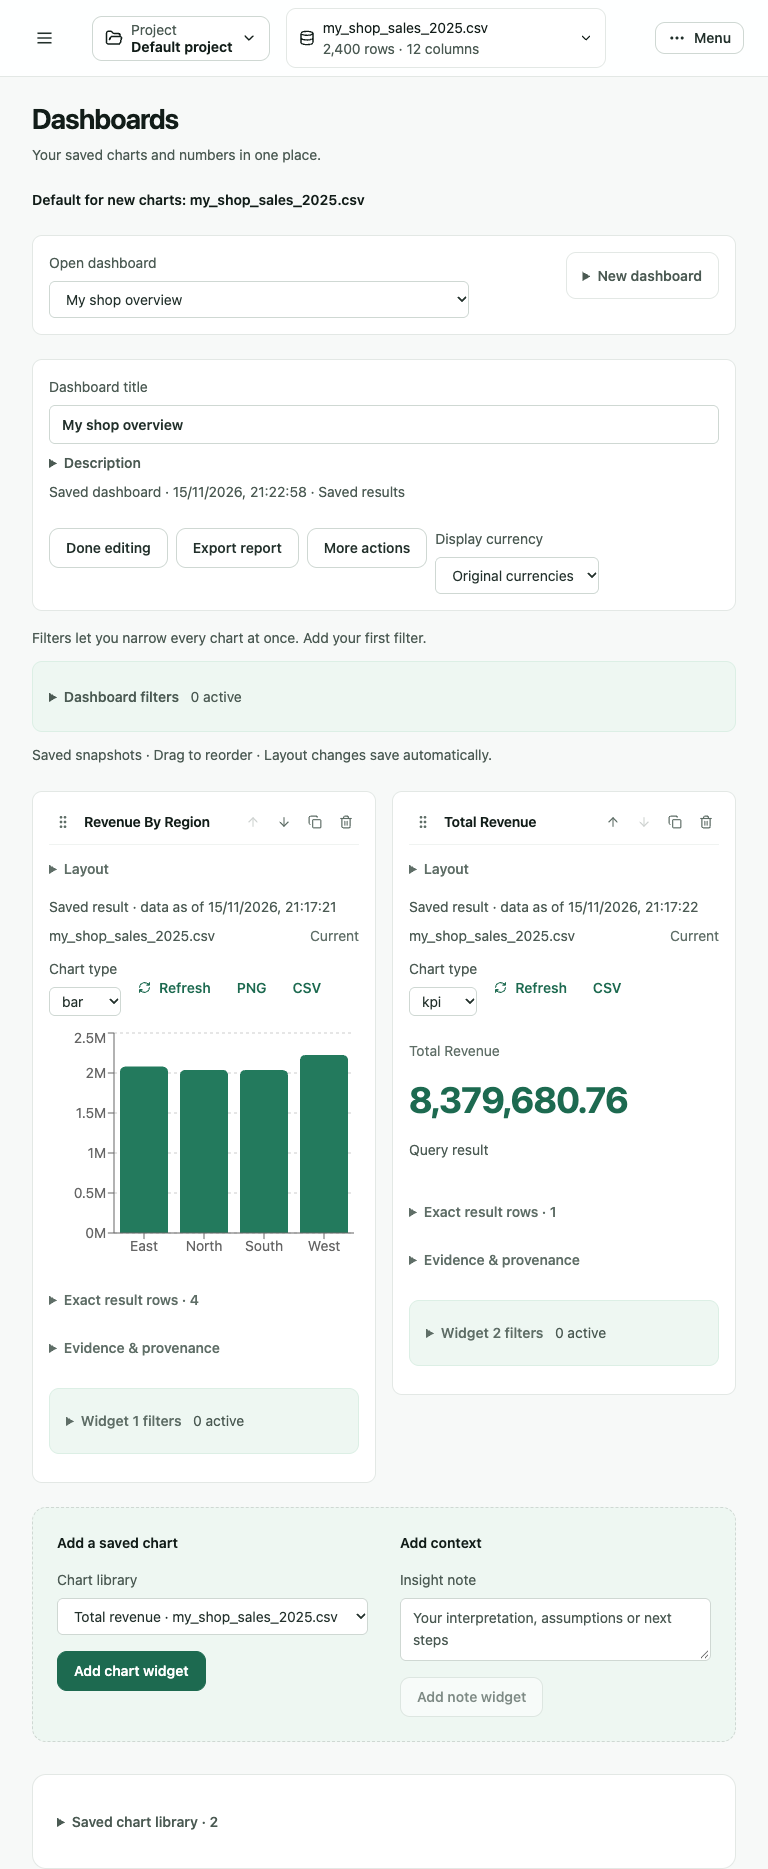 Project
Default project
my_shop_sales_2025.csv
2,400 rows · 12 columns
Menu
Dashboards
Your saved charts and numbers in one place.
Default for new charts: my_shop_sales_2025.csv
Open dashboard
My shop overview
New dashboard
Dashboard title
My shop overview
Description
Saved dashboard · 15/11/2026, 21:22:58 · Saved results
Done editing
Export report
More actions
Display currency
Original currencies
Filters let you narrow every chart at once. Add your first filter.
Dashboard filters 0 active
Saved snapshots · Drag to reorder · Layout changes save automatically.
Revenue By Region
Layout
Saved result · data as of 15/11/2026, 21:17:21
my_shop_sales_2025.csv Current
Chart type
bar
Refresh PNG CSV
2.5M
2M
1.5M
1M
0.5M
0M
East North South West
Exact result rows · 4
Evidence & provenance
Widget 1 filters 0 active
Total Revenue
Layout
Saved result · data as of 15/11/2026, 21:17:22
my_shop_sales_2025.csv Current
Chart type
kpi
Refresh CSV
Total Revenue
8,379,680.76
Query result
Exact result rows · 1
Evidence & provenance
Widget 2 filters 0 active
Add a saved chart
Chart library
Total revenue · my_shop_sales_2025.csv
Add chart widget
Add context
Insight note
Your interpretation, assumptions or next
steps
Add note widget
Saved chart library · 2